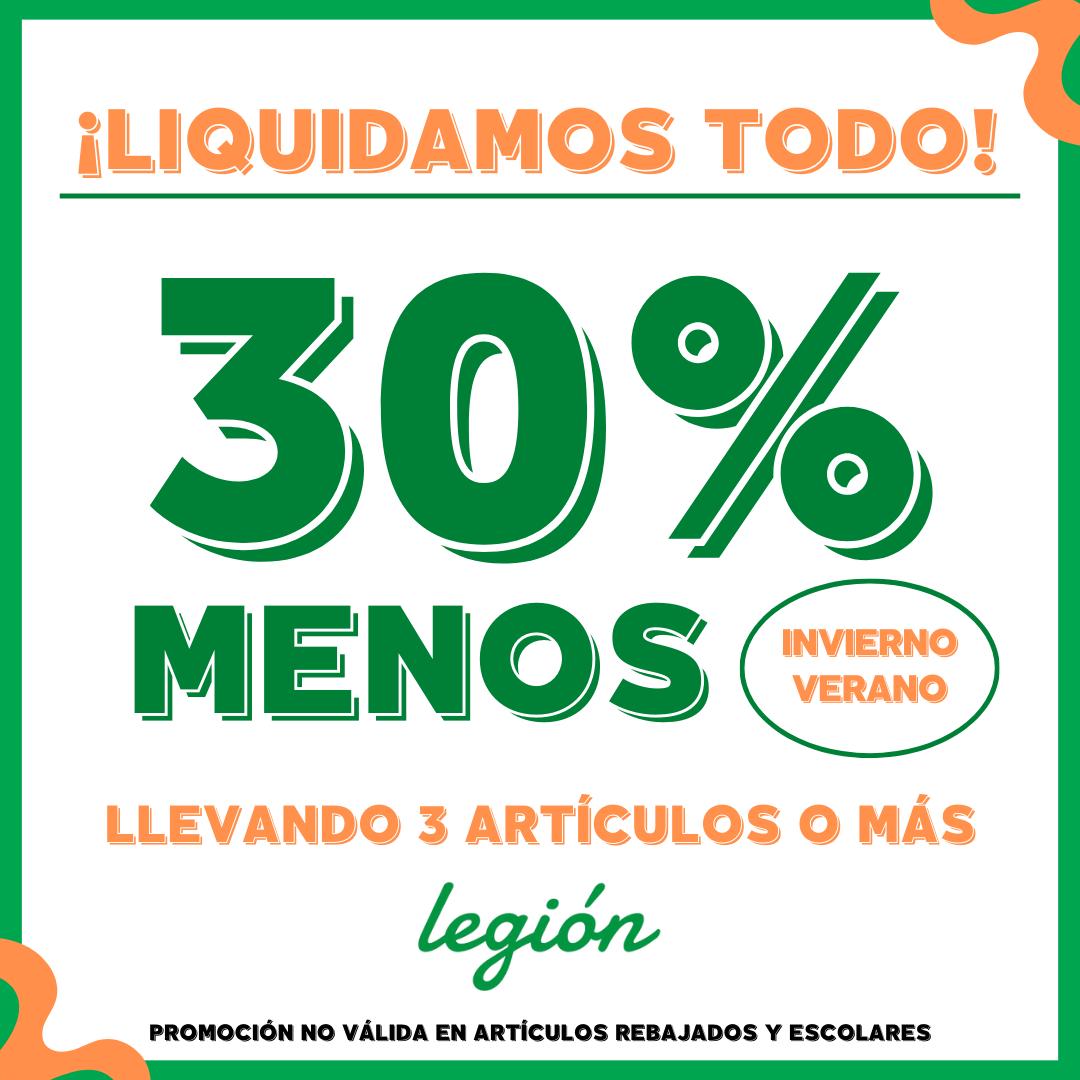 ¡LIQUIDAMOS TODO!
30%
MENOS
INVIERNO
VERANO
LLEVANDO 3 ARTÍCULOS O MÁS
legión
PROMOCIÓN NO VÁLIDA EN ARTÍCULOS REBAJADOS Y ESCOLARES